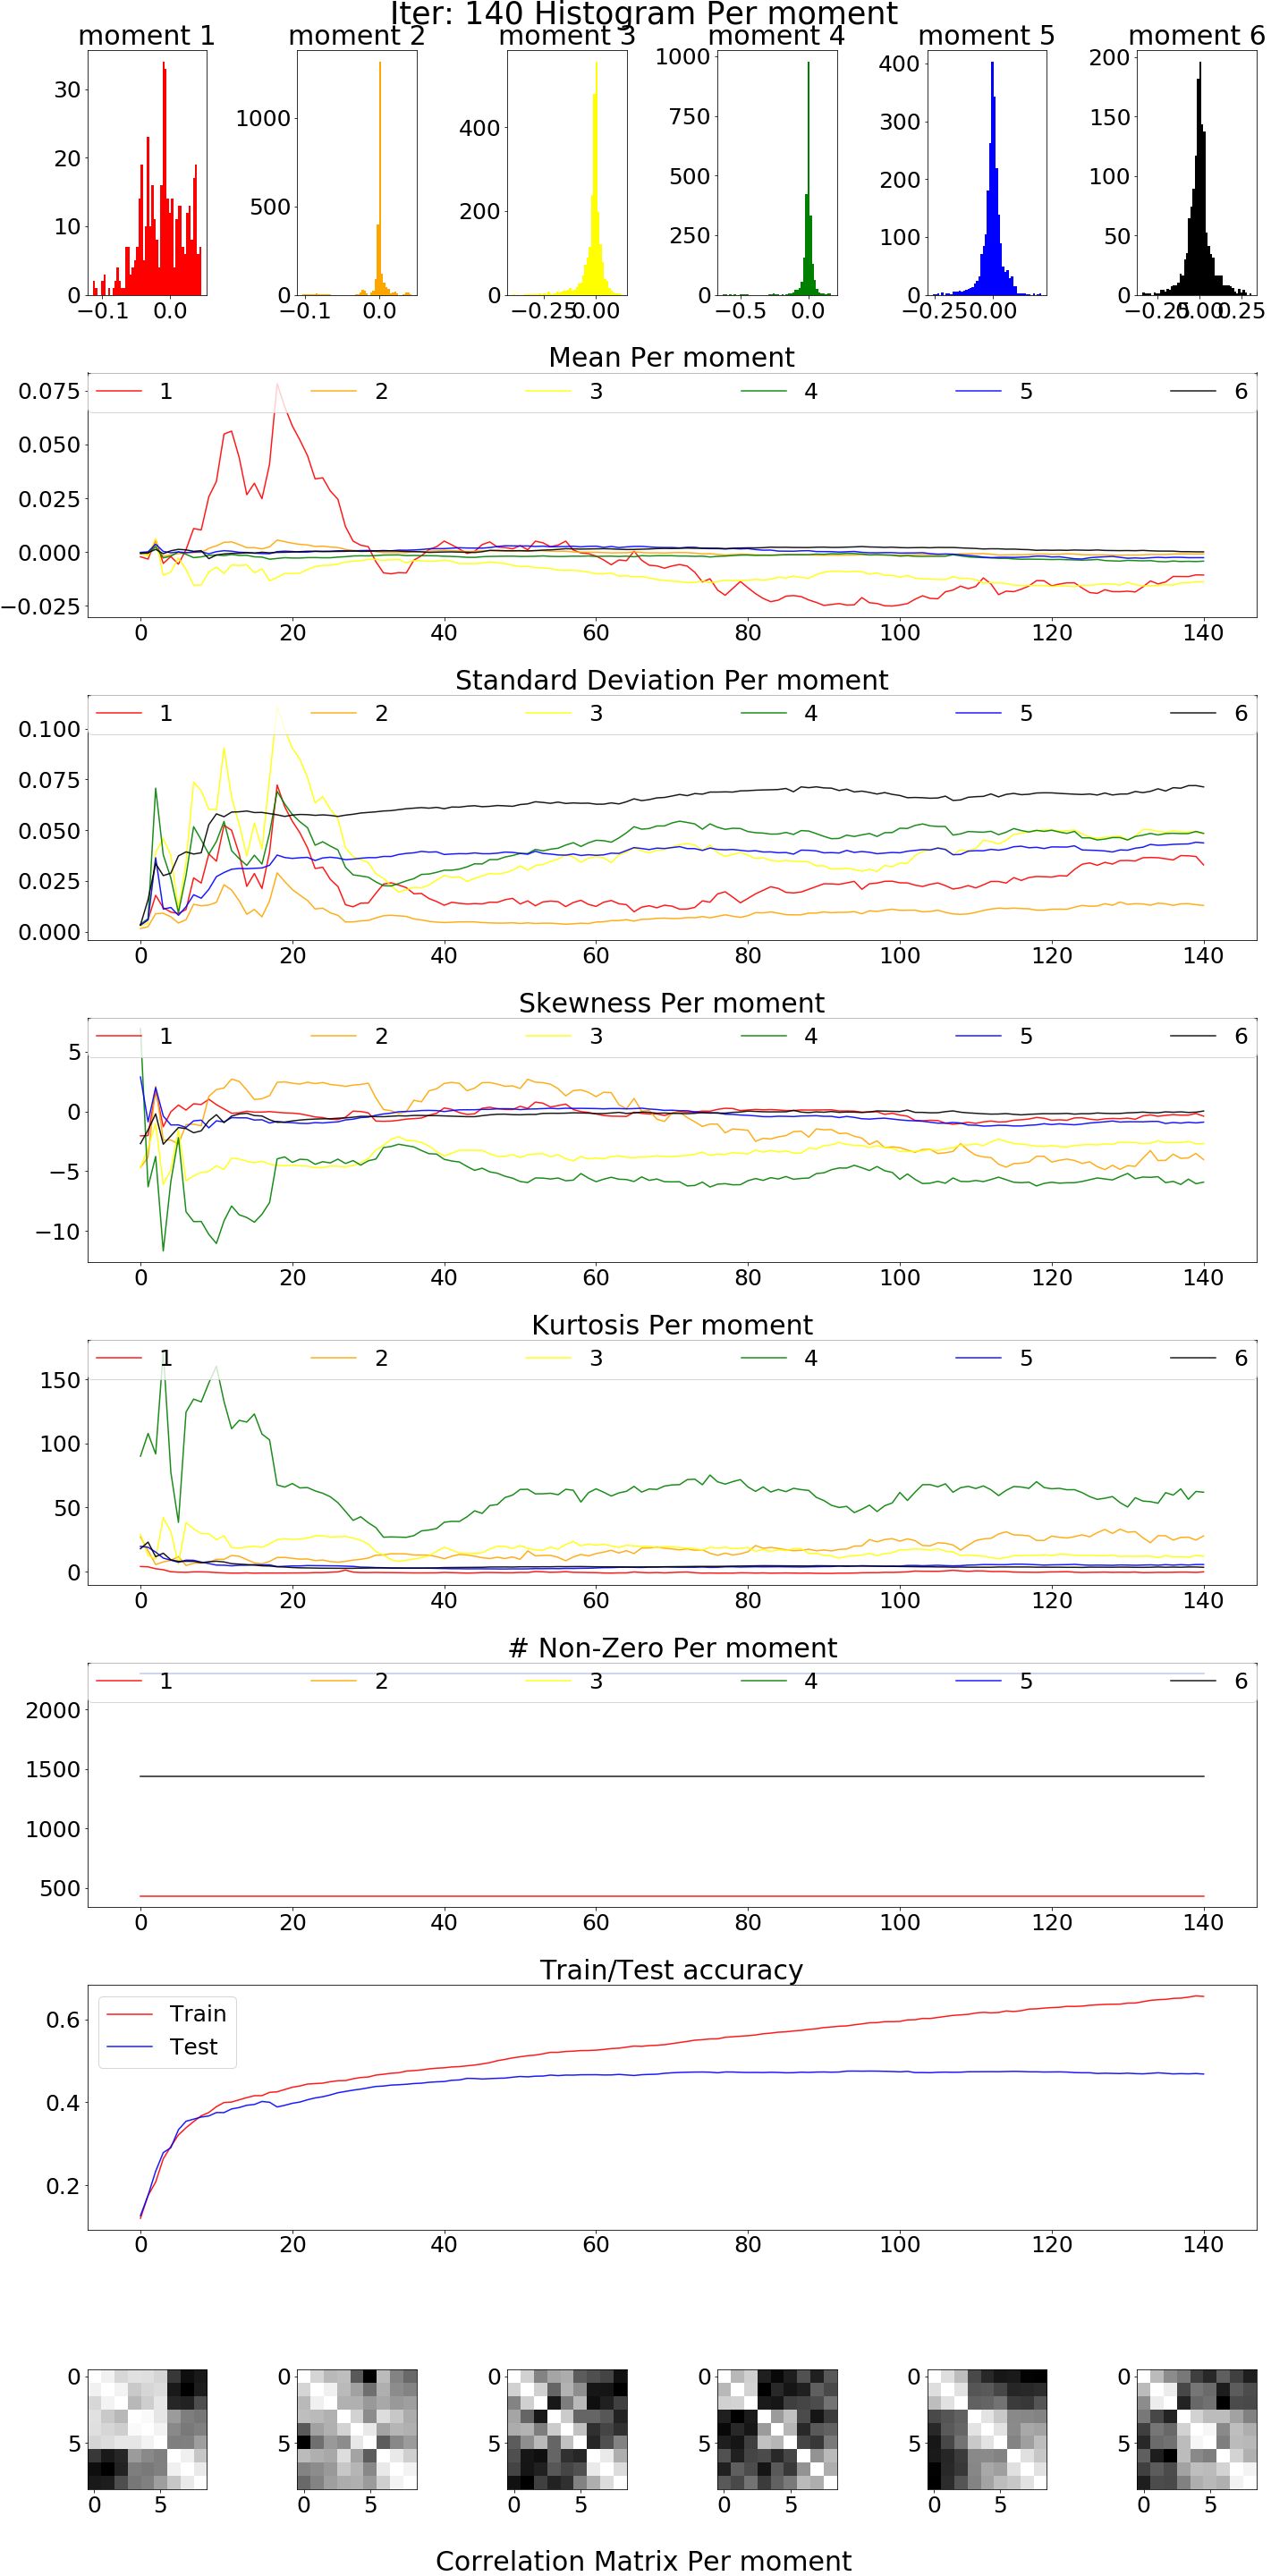 Iter: 140 Histogram Per moment
moment 1 moment 2 moment 3 moment 4 moment 5 moment 6
30
20
10
0
−0.1 0.0
1000
500
0
−0.1 0.0
400
200
0
−0.25 0.00
1000
750
500
250
0
−0.5 0.0
400
300
200
100
0
−0.25 0.00
200
150
100
50
0
−0.25 0.00 0.25
Mean Per moment
1 2 3 4 5 6
0.075
0.050
0.025
0.000
−0.025
0 20 40 60 80 100 120 140
Standard Deviation Per moment
1 2 3 4 5 6
0.100
0.075
0.050
0.025
0.000
0 20 40 60 80 100 120 140
Skewness Per moment
1 2 3 4 5 6
5
0
−5
−10
0 20 40 60 80 100 120 140
Kurtosis Per moment
1 2 3 4 5 6
150
100
50
0
0 20 40 60 80 100 120 140
# Non-Zero Per moment
1 2 3 4 5 6
2000
1500
1000
500
0 20 40 60 80 100 120 140
Train/Test accuracy
Train
Test
0.6
0.4
0.2
0 20 40 60 80 100 120 140
0 0 0 0 0 0
5 5 5 5 5 5
0 5 0 5 0 5 0 5 0 5 0 5
Correlation Matrix Per moment